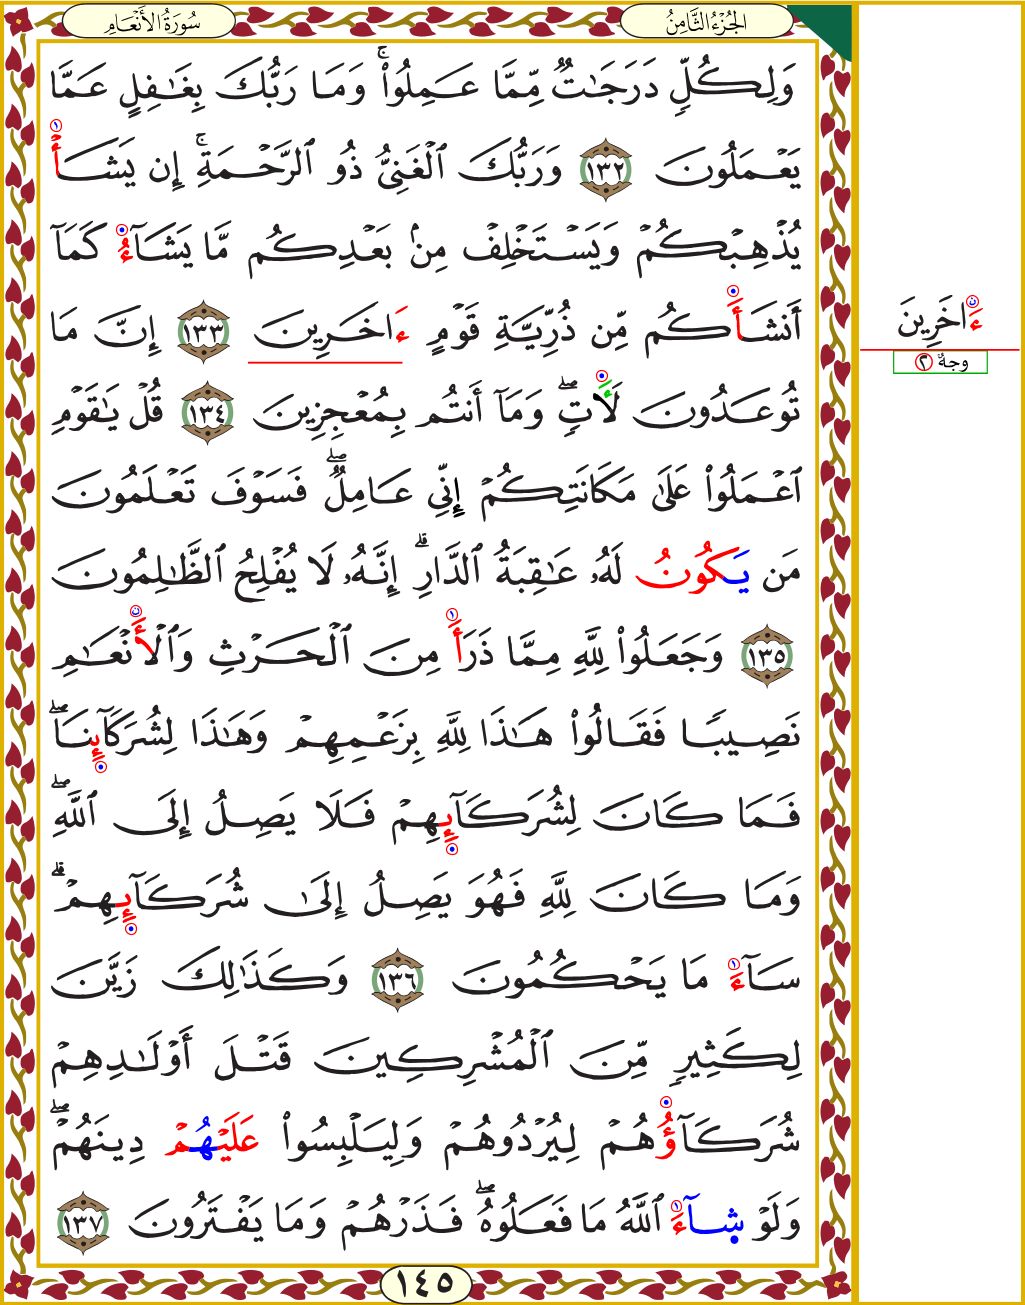 الجُزْءُ الثَّامِنُ
سُورَةُ الأَنْعَامِ
وَلِكُلٍّ دَرَجَٰتٌ مِّمَّا عَمِلُوا۟ۚ وَمَا رَبُّكَ بِغَٰفِلٍ عَمَّا
يَعْمَلُونَ ١٣٢ وَرَبُّكَ ٱلْغَنِىُّ ذُو ٱلرَّحْمَةِۚ إِن يَشَأْ
يُذْهِبْكُمْ وَيَسْتَخْلِفْ مِنۢ بَعْدِكُم مَّا يَشَآءُ كَمَآ
أَنشَأَكُم مِّن ذُرِّيَّةِ قَوْمٍ ءَاخَرِينَ ١٣٣ إِنَّ مَا
تُوعَدُونَ لَأٓتٍۖ وَمَآ أَنتُم بِمُعْجِزِينَ ١٣٤ قُلْ يَٰقَوْمِ
ٱعْمَلُوا۟ عَلَىٰ مَكَانَتِكُمْ إِنِّى عَامِلٌۖ فَسَوْفَ تَعْلَمُونَ
مَن يَكُونُ لَهُۥ عَٰقِبَةُ ٱلدَّارِۗ إِنَّهُۥ لَا يُفْلِحُ ٱلظَّٰلِمُونَ
١٣٥ وَجَعَلُوا۟ لِلَّهِ مِمَّا ذَرَأَ مِنَ ٱلْحَرْثِ وَٱلْأَنْعَٰمِ
نَصِيبًا فَقَالُوا۟ هَٰذَا لِلَّهِ بِزَعْمِهِمْ وَهَٰذَا لِشُرَكَآئِنَاۖ
فَمَا كَانَ لِشُرَكَآئِهِمْ فَلَا يَصِلُ إِلَى ٱللَّهِۖ
وَمَا كَانَ لِلَّهِ فَهُوَ يَصِلُ إِلَىٰ شُرَكَآئِهِمْۗ
سَآءَ مَا يَحْكُمُونَ ١٣٦ وَكَذَٰلِكَ زَيَّنَ
لِكَثِيرٍ مِّنَ ٱلْمُشْرِكِينَ قَتْلَ أَوْلَٰدِهِمْ
شُرَكَآؤُهُمْ لِيُرْدُوهُمْ وَلِيَلْبِسُوا۟ عَلَيْهُمْ دِينَهُمْۖ
وَلَوْ شَآءَ ٱللَّهُ مَا فَعَلُوهُۖ فَذَرْهُمْ وَمَا يَفْتَرُونَ ١٣٧
١٤٥
ءَاخَرِينَ
وجهٌ ٢